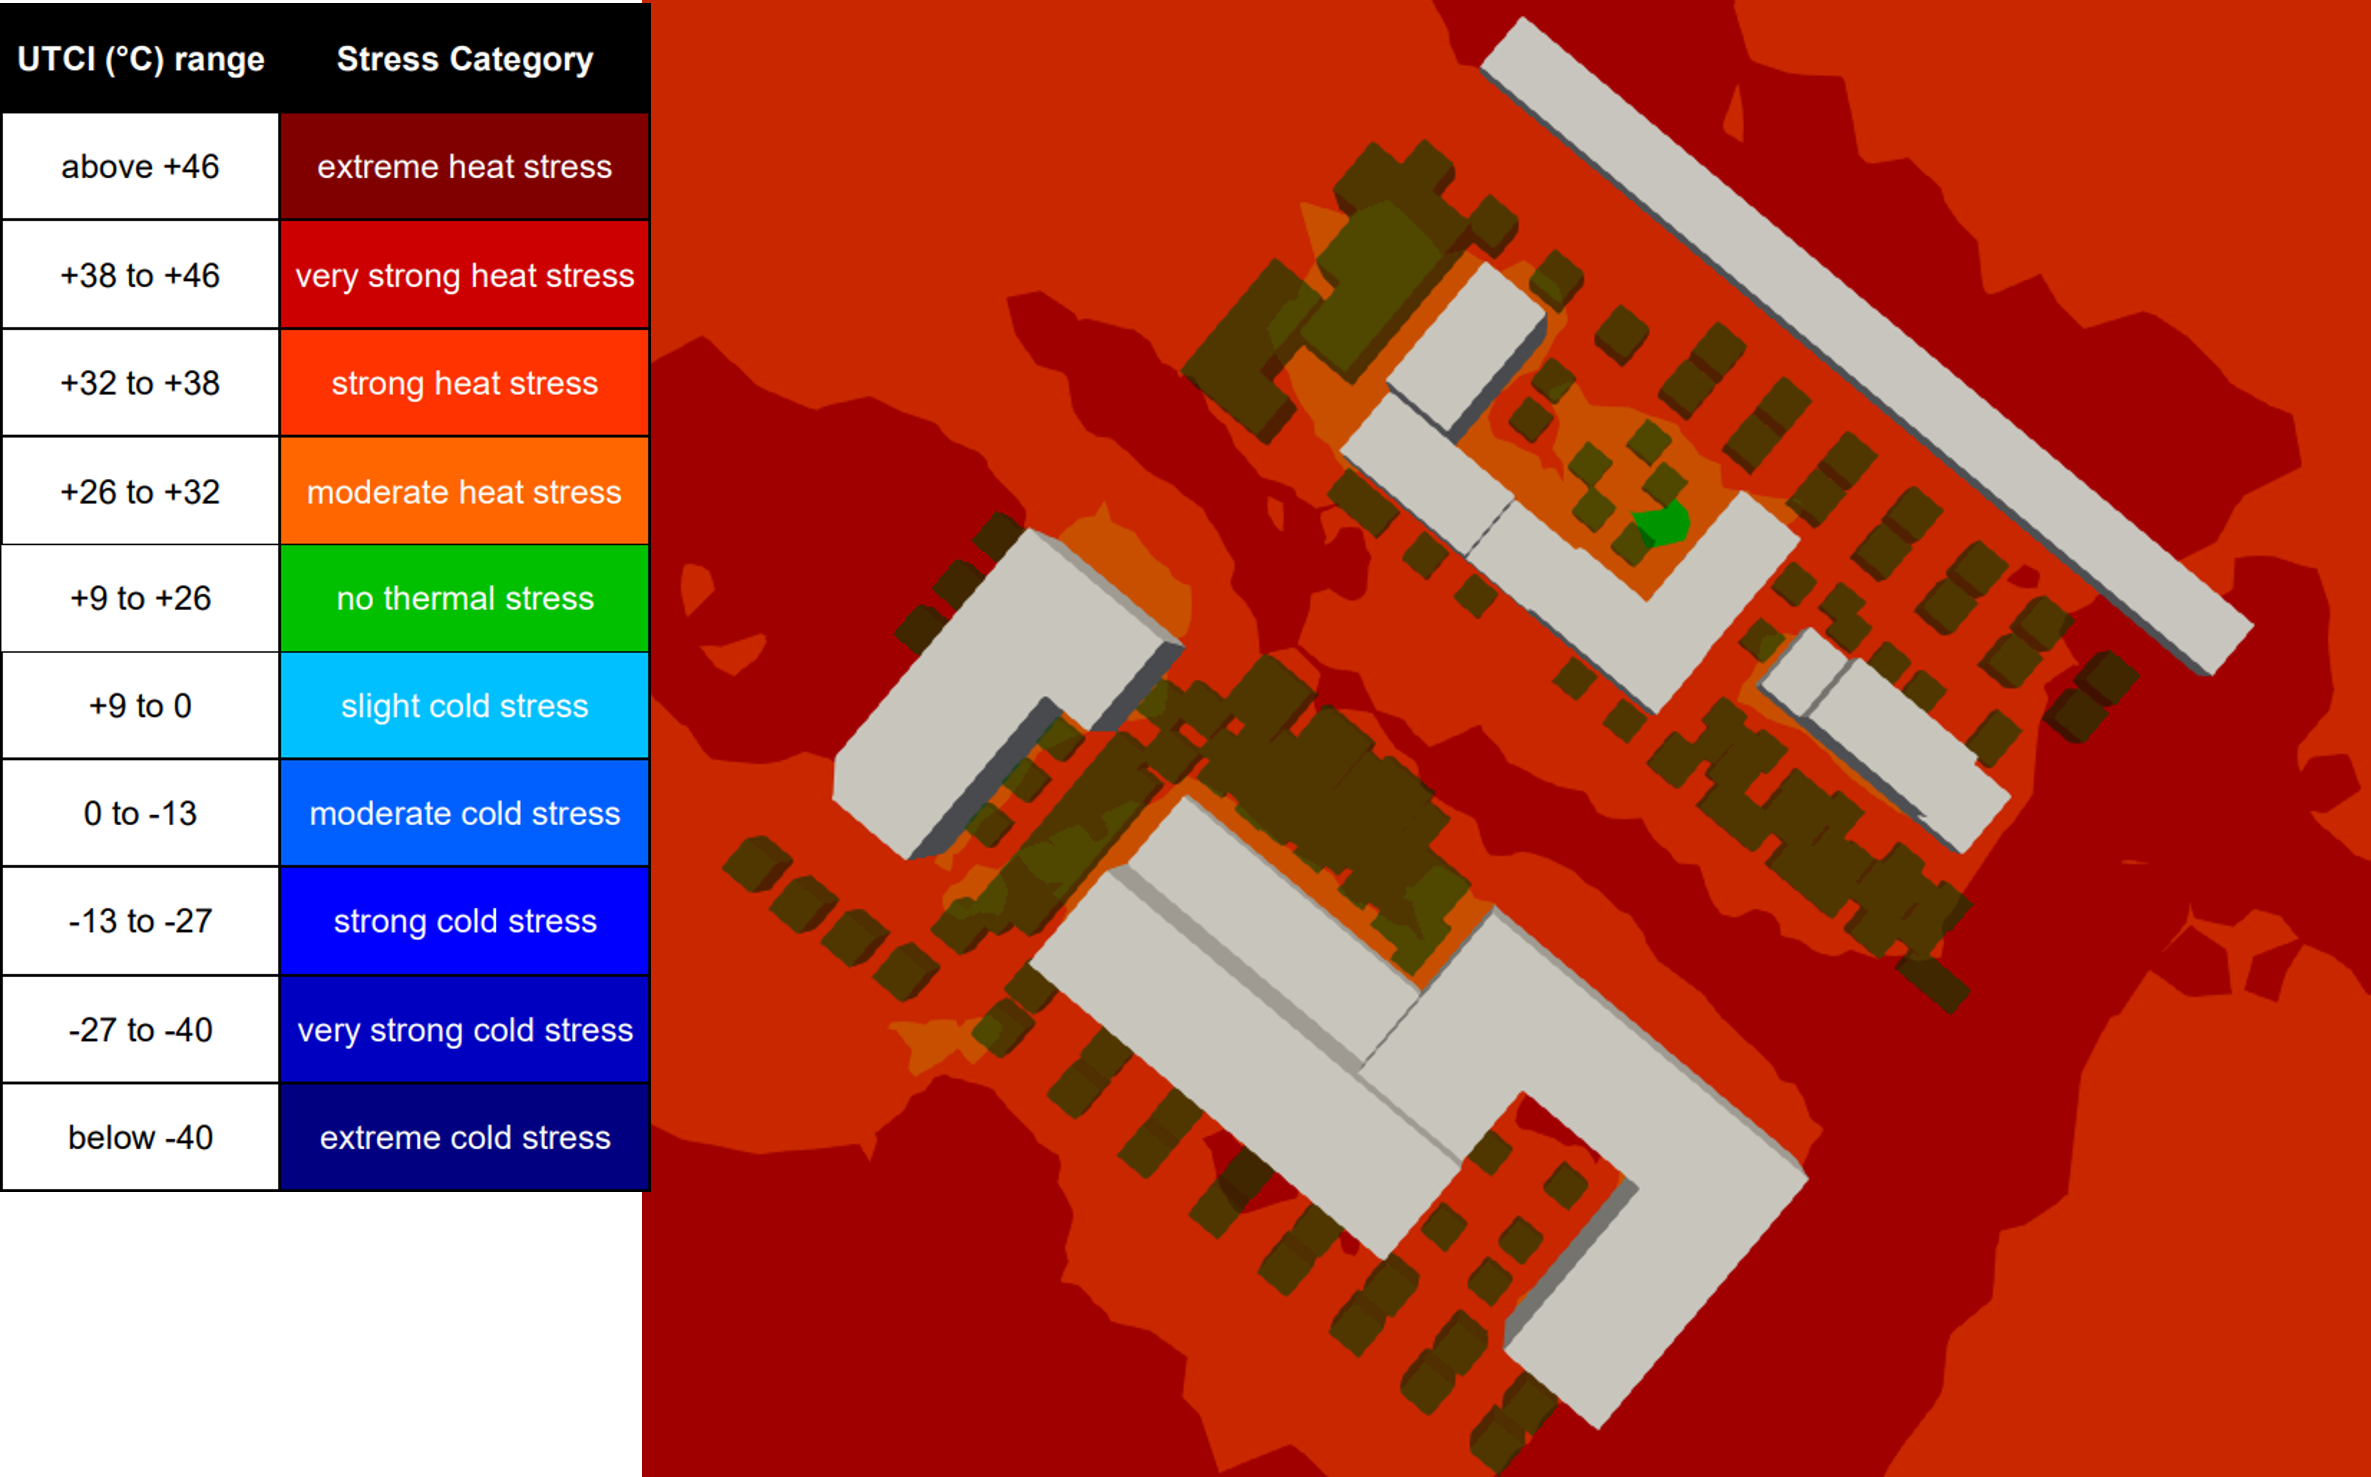 UTCI (°C) range Stress Category
above +46 extreme heat stress
+38 to +46 very strong heat stress
+32 to +38 strong heat stress
+26 to +32 moderate heat stress
+9 to +26 no thermal stress
+9 to 0 slight cold stress
0 to -13 moderate cold stress
-13 to -27 strong cold stress
-27 to -40 very strong cold stress
below -40 extreme cold stress